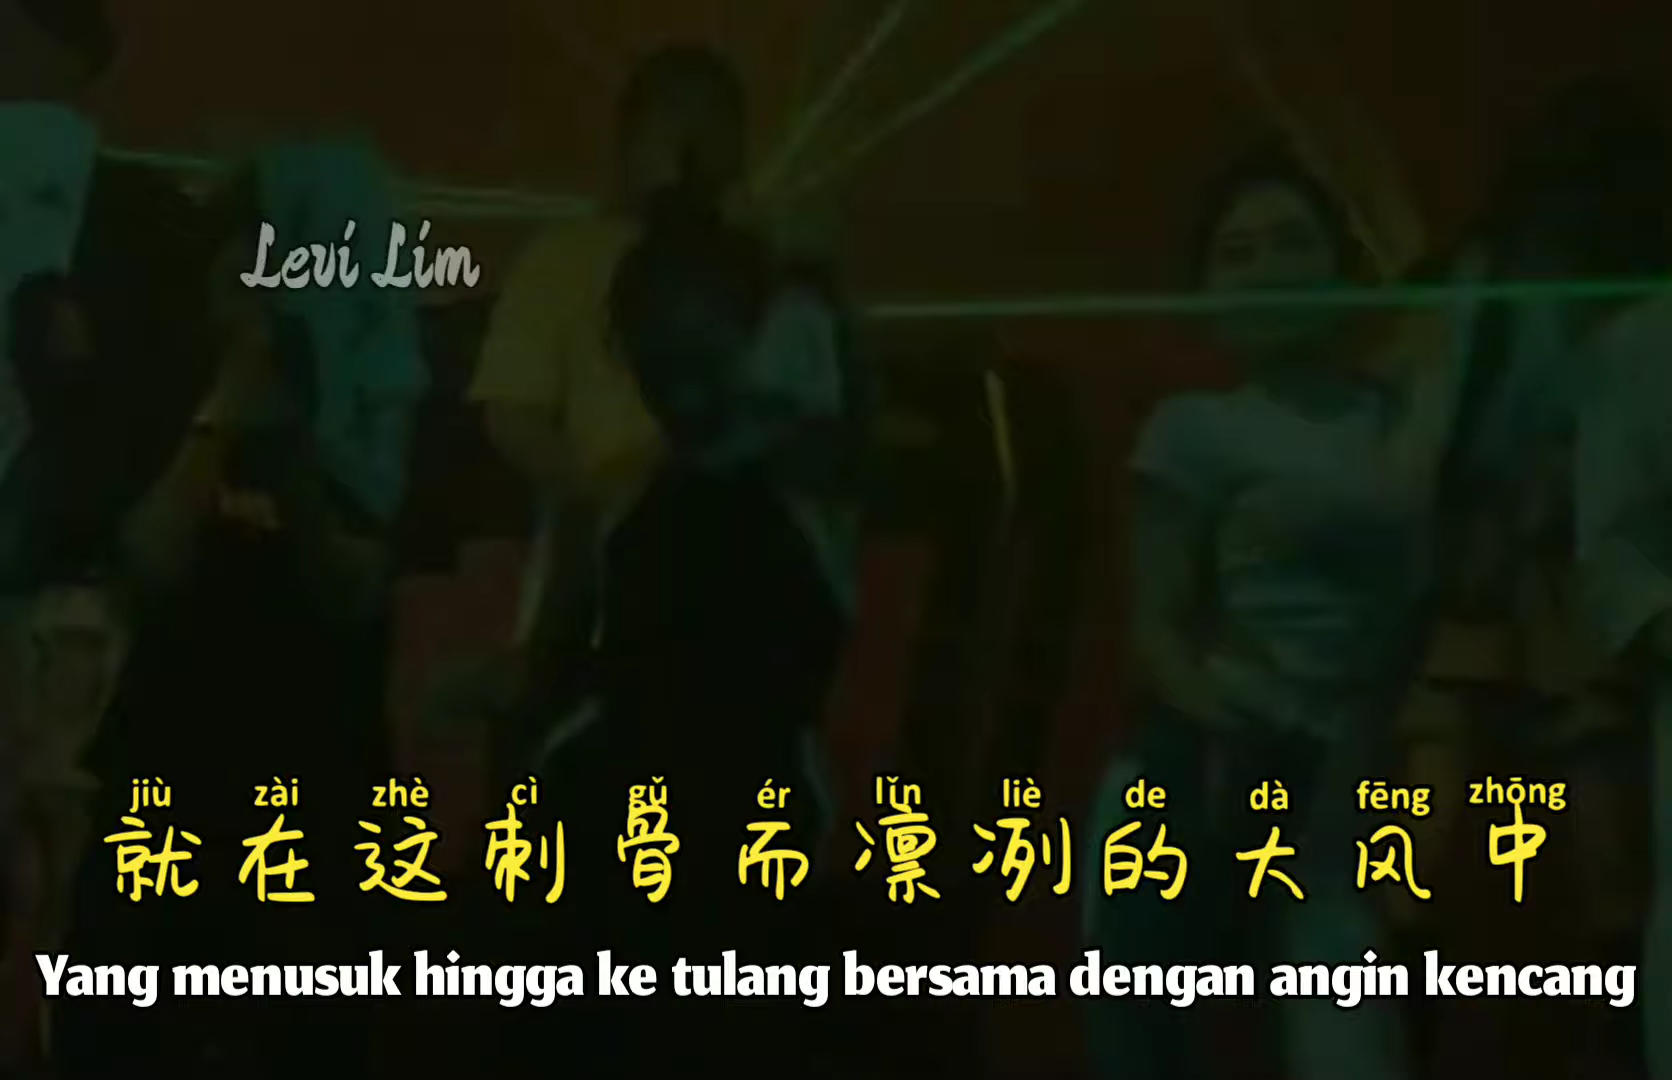 Levi Lim
jiù zài zhè cì gǔ ér lǐn liè de dà fēng zhōng
就在这刺骨而凛冽的大风中
Yang menusuk hingga ke tulang bersama dengan angin kencang